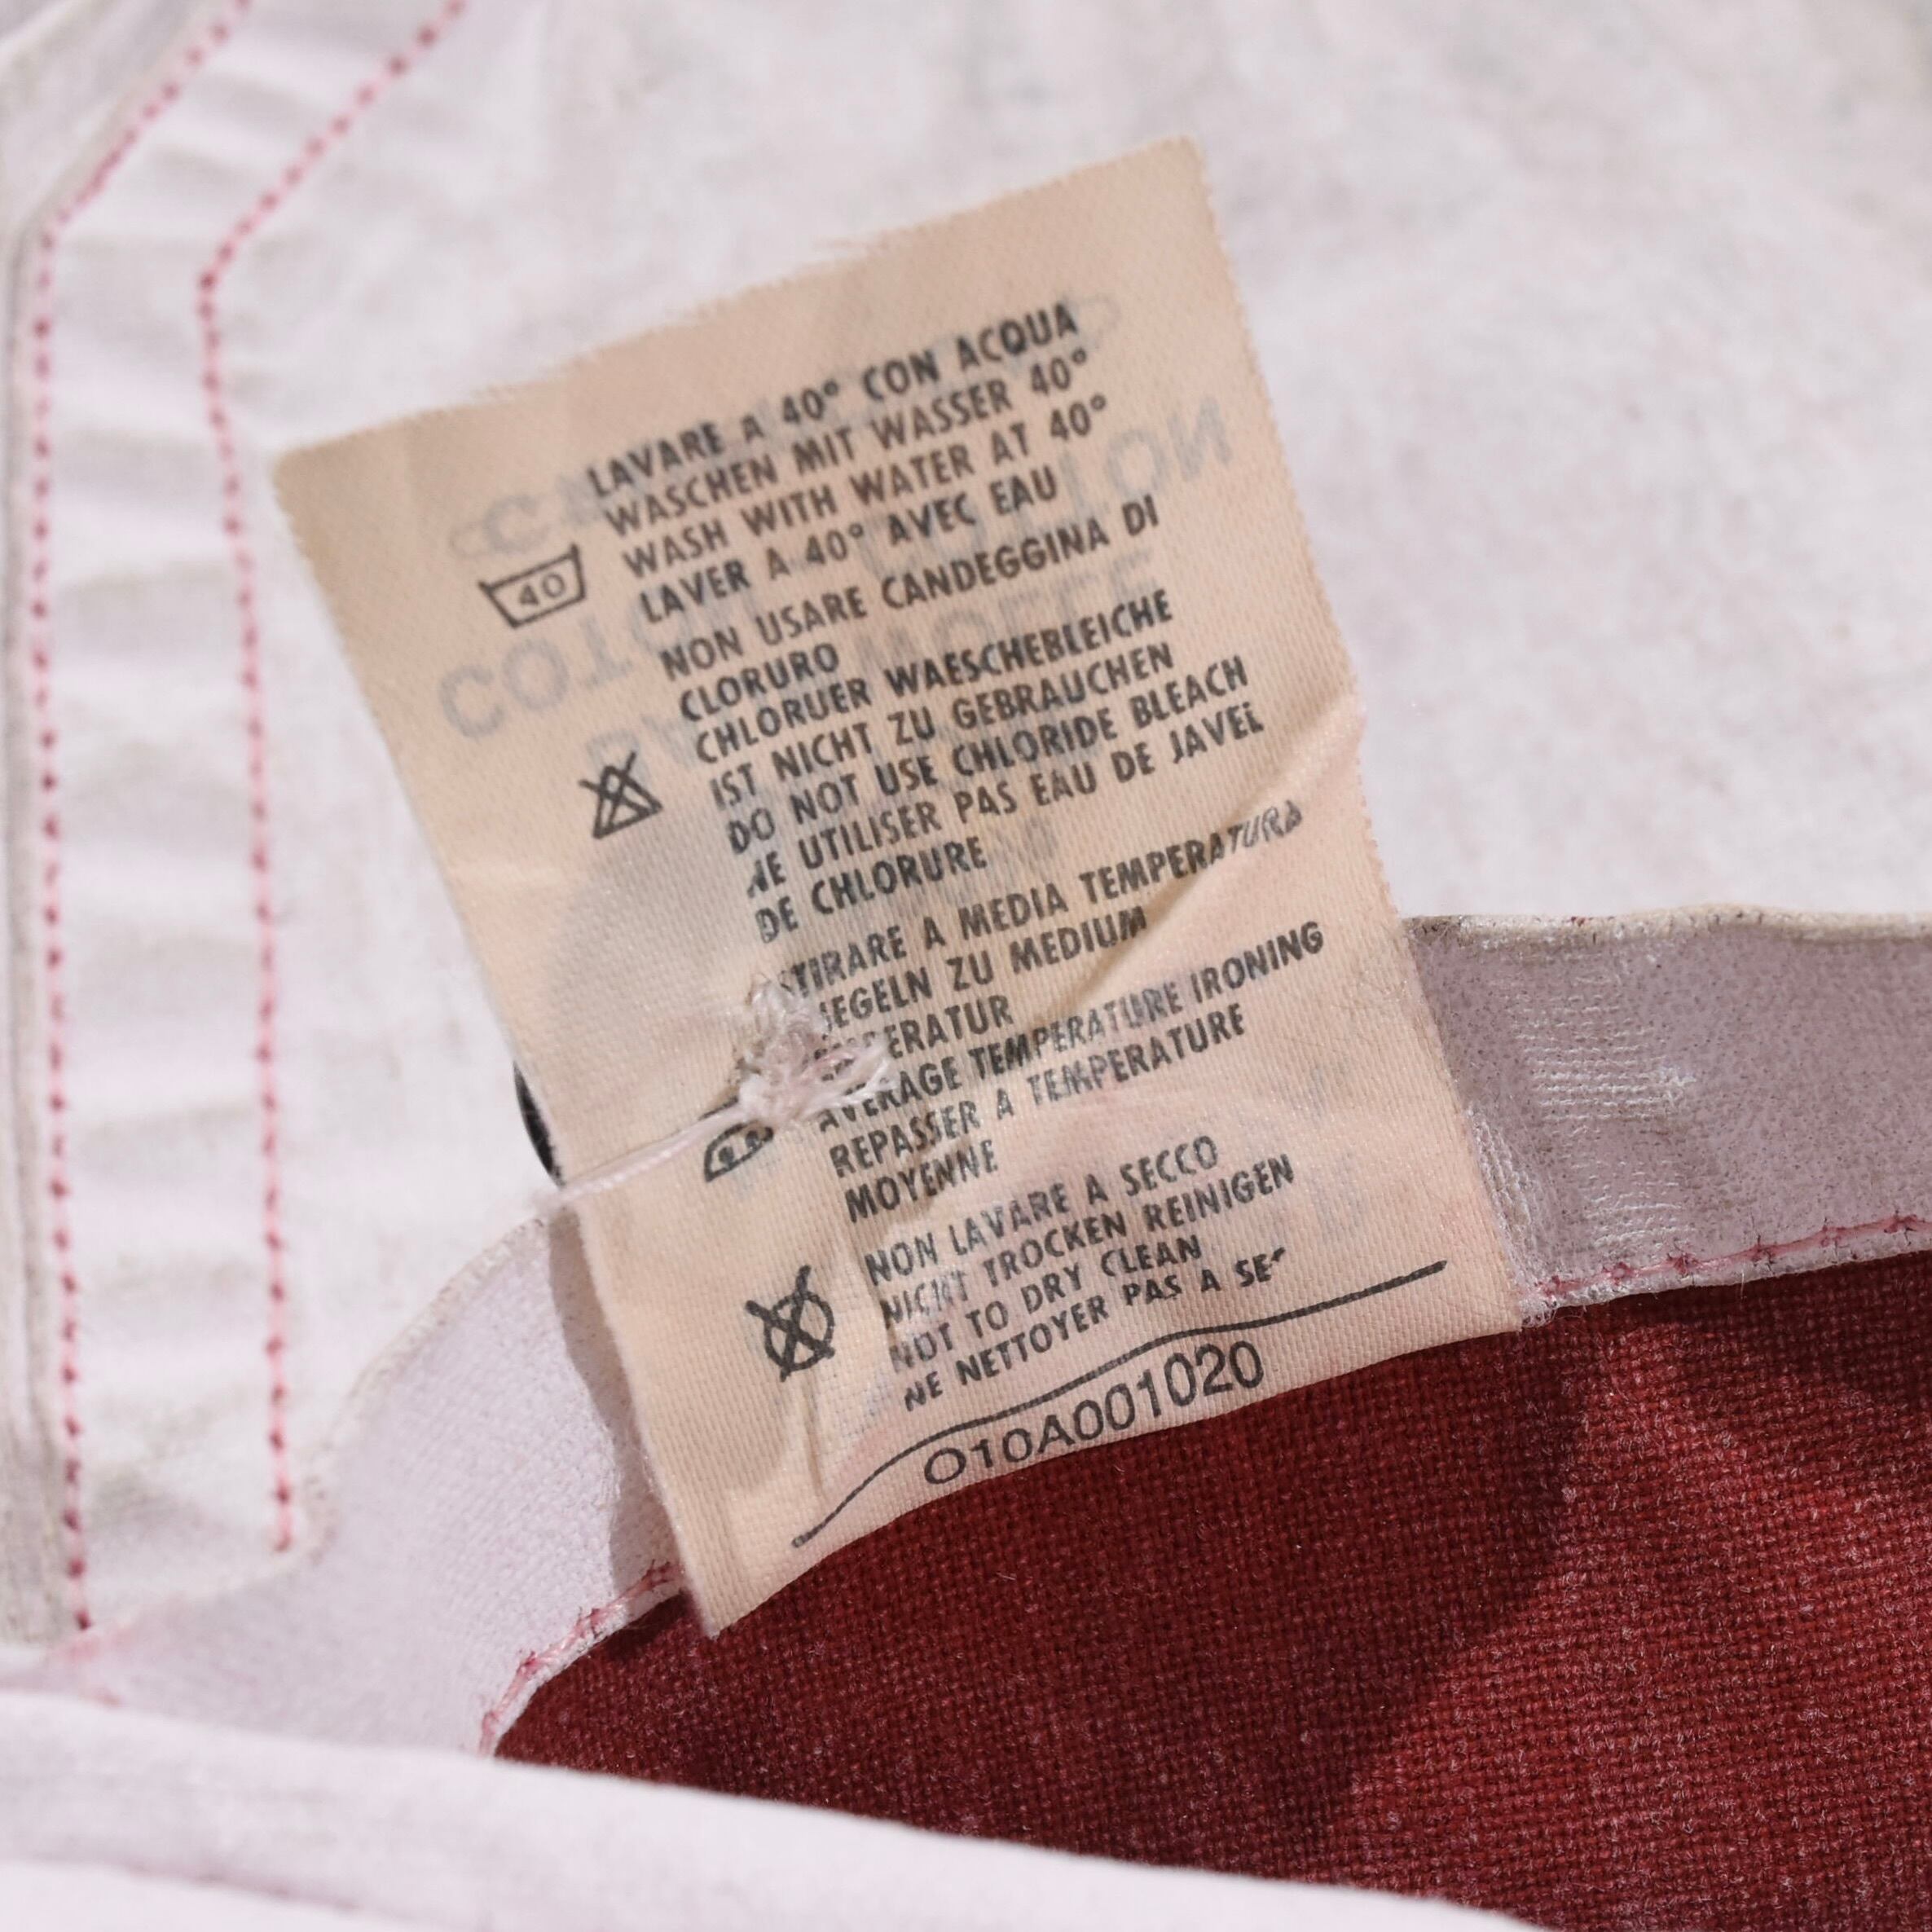 LAVARE A 40° CON ACQUA
WASCHEN MIT WASSER 40°
WASH WITH WATER AT 40°
LAVER A 40° AVEC EAU
40
NON USARE CANDEGGINA DI
CLORURO
CHLORUER WAESCHEBLEICHE
IST NICHT ZU GEBRAUCHEN
DO NOT USE CHLORIDE BLEACH
NE UTILISER PAS EAU DE JAVEL
DE CHLORURE
STIRARE A MEDIA TEMPERATURA
ZU MEDIUM
AVERAGE TEMPERATURE IRONING
REPASSER A TEMPERATURE
MOYENNE
NON LAVARE A SECCO
NICHT TROCKEN REINIGEN
NOT TO DRY CLEAN
NE NETTOYER PAS A
O10A001020